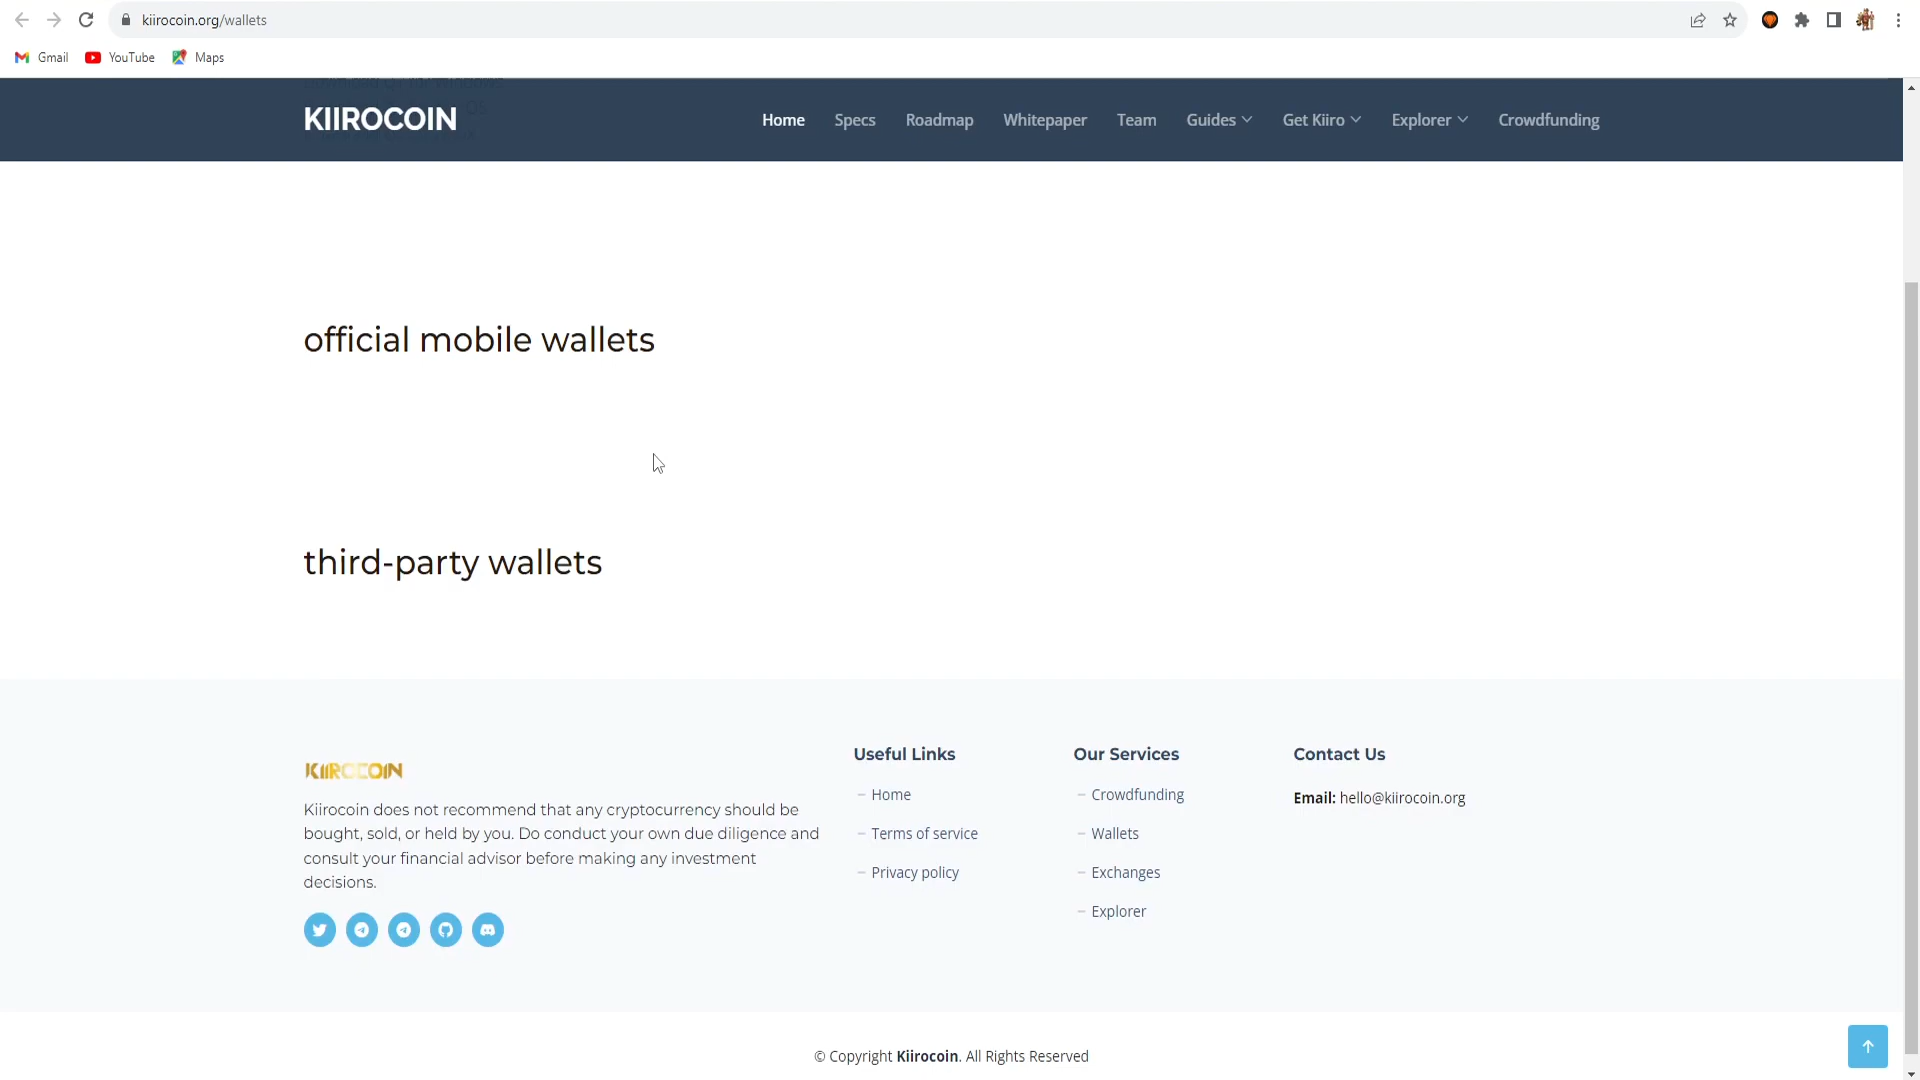 kiirocoin.org/wallets
Gmail YouTube Maps
KIIROCOIN Home Specs Roadmap Whitepaper Team Guides Get Kiiro Explorer Crowdfunding
official mobile wallets
third-party wallets
KIIROCOIN
Kiirocoin does not recommend that any cryptocurrency should be
bought, sold, or held by you. Do conduct your own due diligence and
consult your financial advisor before making any investment
decisions.
Useful Links
Home
Terms of service
Privacy policy
Our Services
Crowdfunding
Wallets
Exchanges
Explorer
Contact Us
Email: hello@kiirocoin.org
© Copyright Kiirocoin. All Rights Reserved